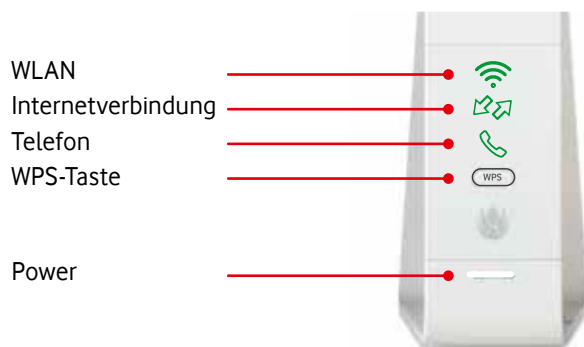 WLAN
Internetverbindung
Telefon
WPS-Taste
WPS
Power